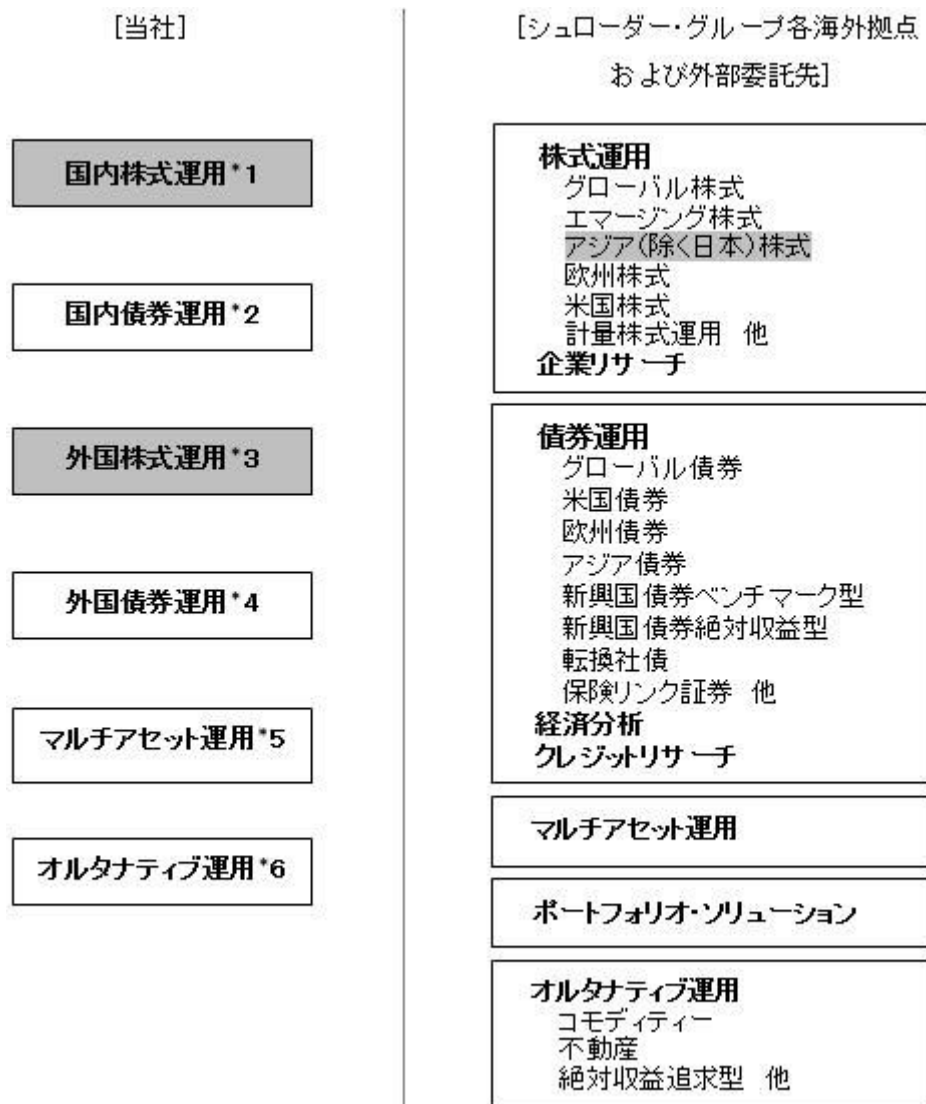 [当社]
国内株式運用*1
国内債券運用*2
外国株式運用*3
外国債券運用*4
マルチアセット運用*5
オルタナティブ運用*6
[シュローダー・グループ各海外拠点
および外部委託先]
株式運用
グローバル株式
エマージング株式
アジア(除く日本)株式
欧州株式
米国株式
計量株式運用 他
企業リサーチ
債券運用
グローバル債券
米国債券
欧州債券
アジア債券
新興国債券ベンチマーク型
新興国債券絶対収益型
転換社債
保険リンク証券 他
経済分析
クレジットリサーチ
マルチアセット運用
ポートフォリオ・ソリューション
オルタナティブ運用
コモディティー
不動産
絶対収益追求型 他